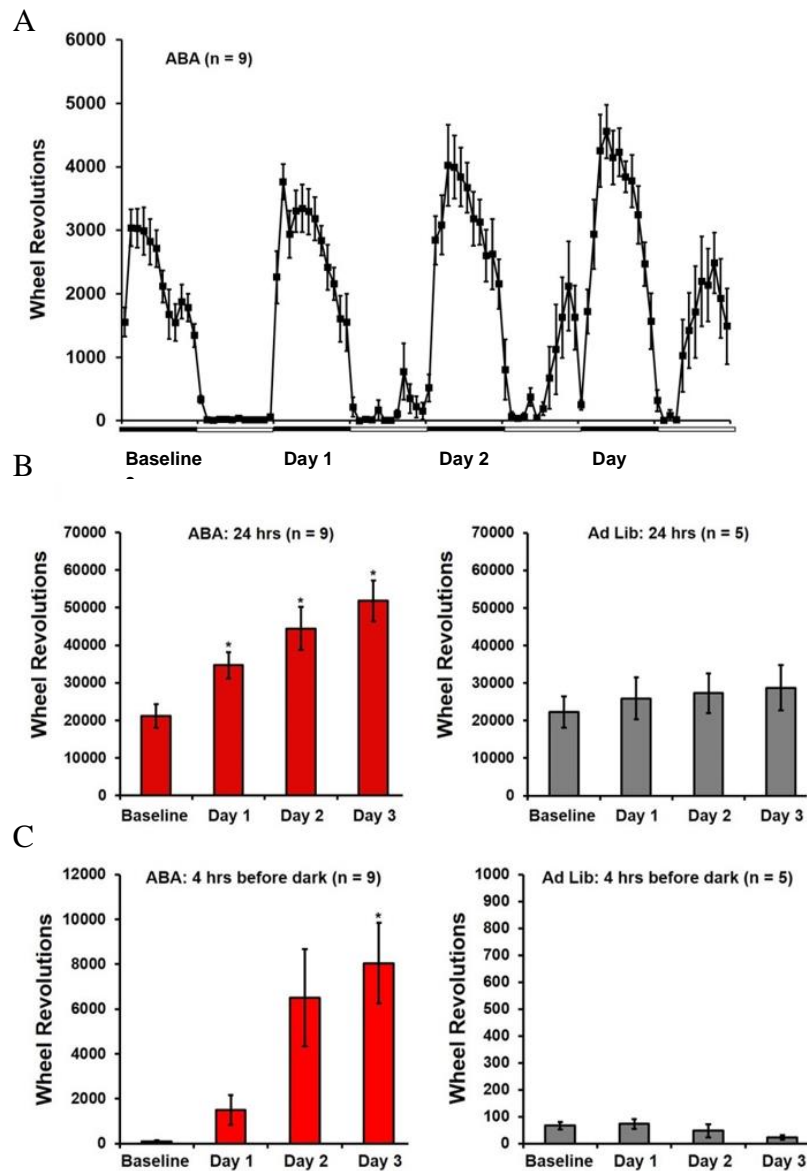 A
ABA (n = 9)
Wheel Revolutions
6000
5000
4000
3000
2000
1000
0
Baseline Day 1 Day 2 Day
B
ABA: 24 hrs (n = 9)
Wheel Revolutions
70000
60000
50000
40000
30000
20000
10000
0
* * *
Baseline Day 1 Day 2 Day 3
Ad Lib: 24 hrs (n = 5)
Wheel Revolutions
70000
60000
50000
40000
30000
20000
10000
0
Baseline Day 1 Day 2 Day 3
C
ABA: 4 hrs before dark (n = 9)
Wheel Revolutions
12000
10000
8000
6000
4000
2000
0
*
Baseline Day 1 Day 2 Day 3
Ad Lib: 4 hrs before dark (n = 5)
Wheel Revolutions
1000
900
800
700
600
500
400
300
200
100
0
Baseline Day 1 Day 2 Day 3